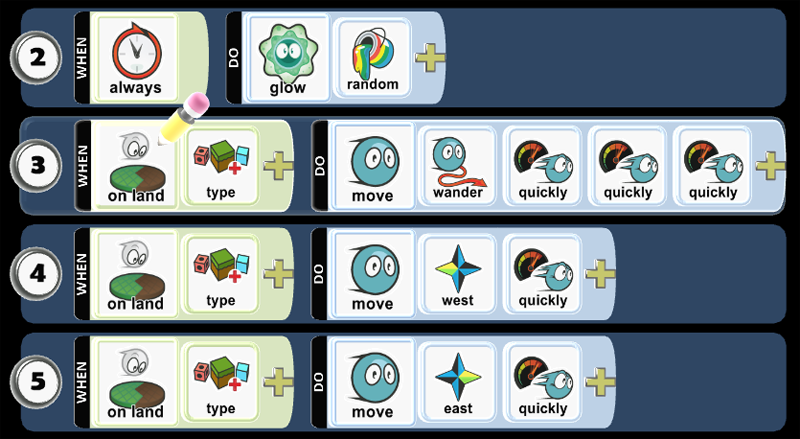 2 WHEN always DO glow random
3 WHEN on land type DO move wander quickly quickly quickly
4 WHEN on land type DO move west quickly
5 WHEN on land type DO move east quickly